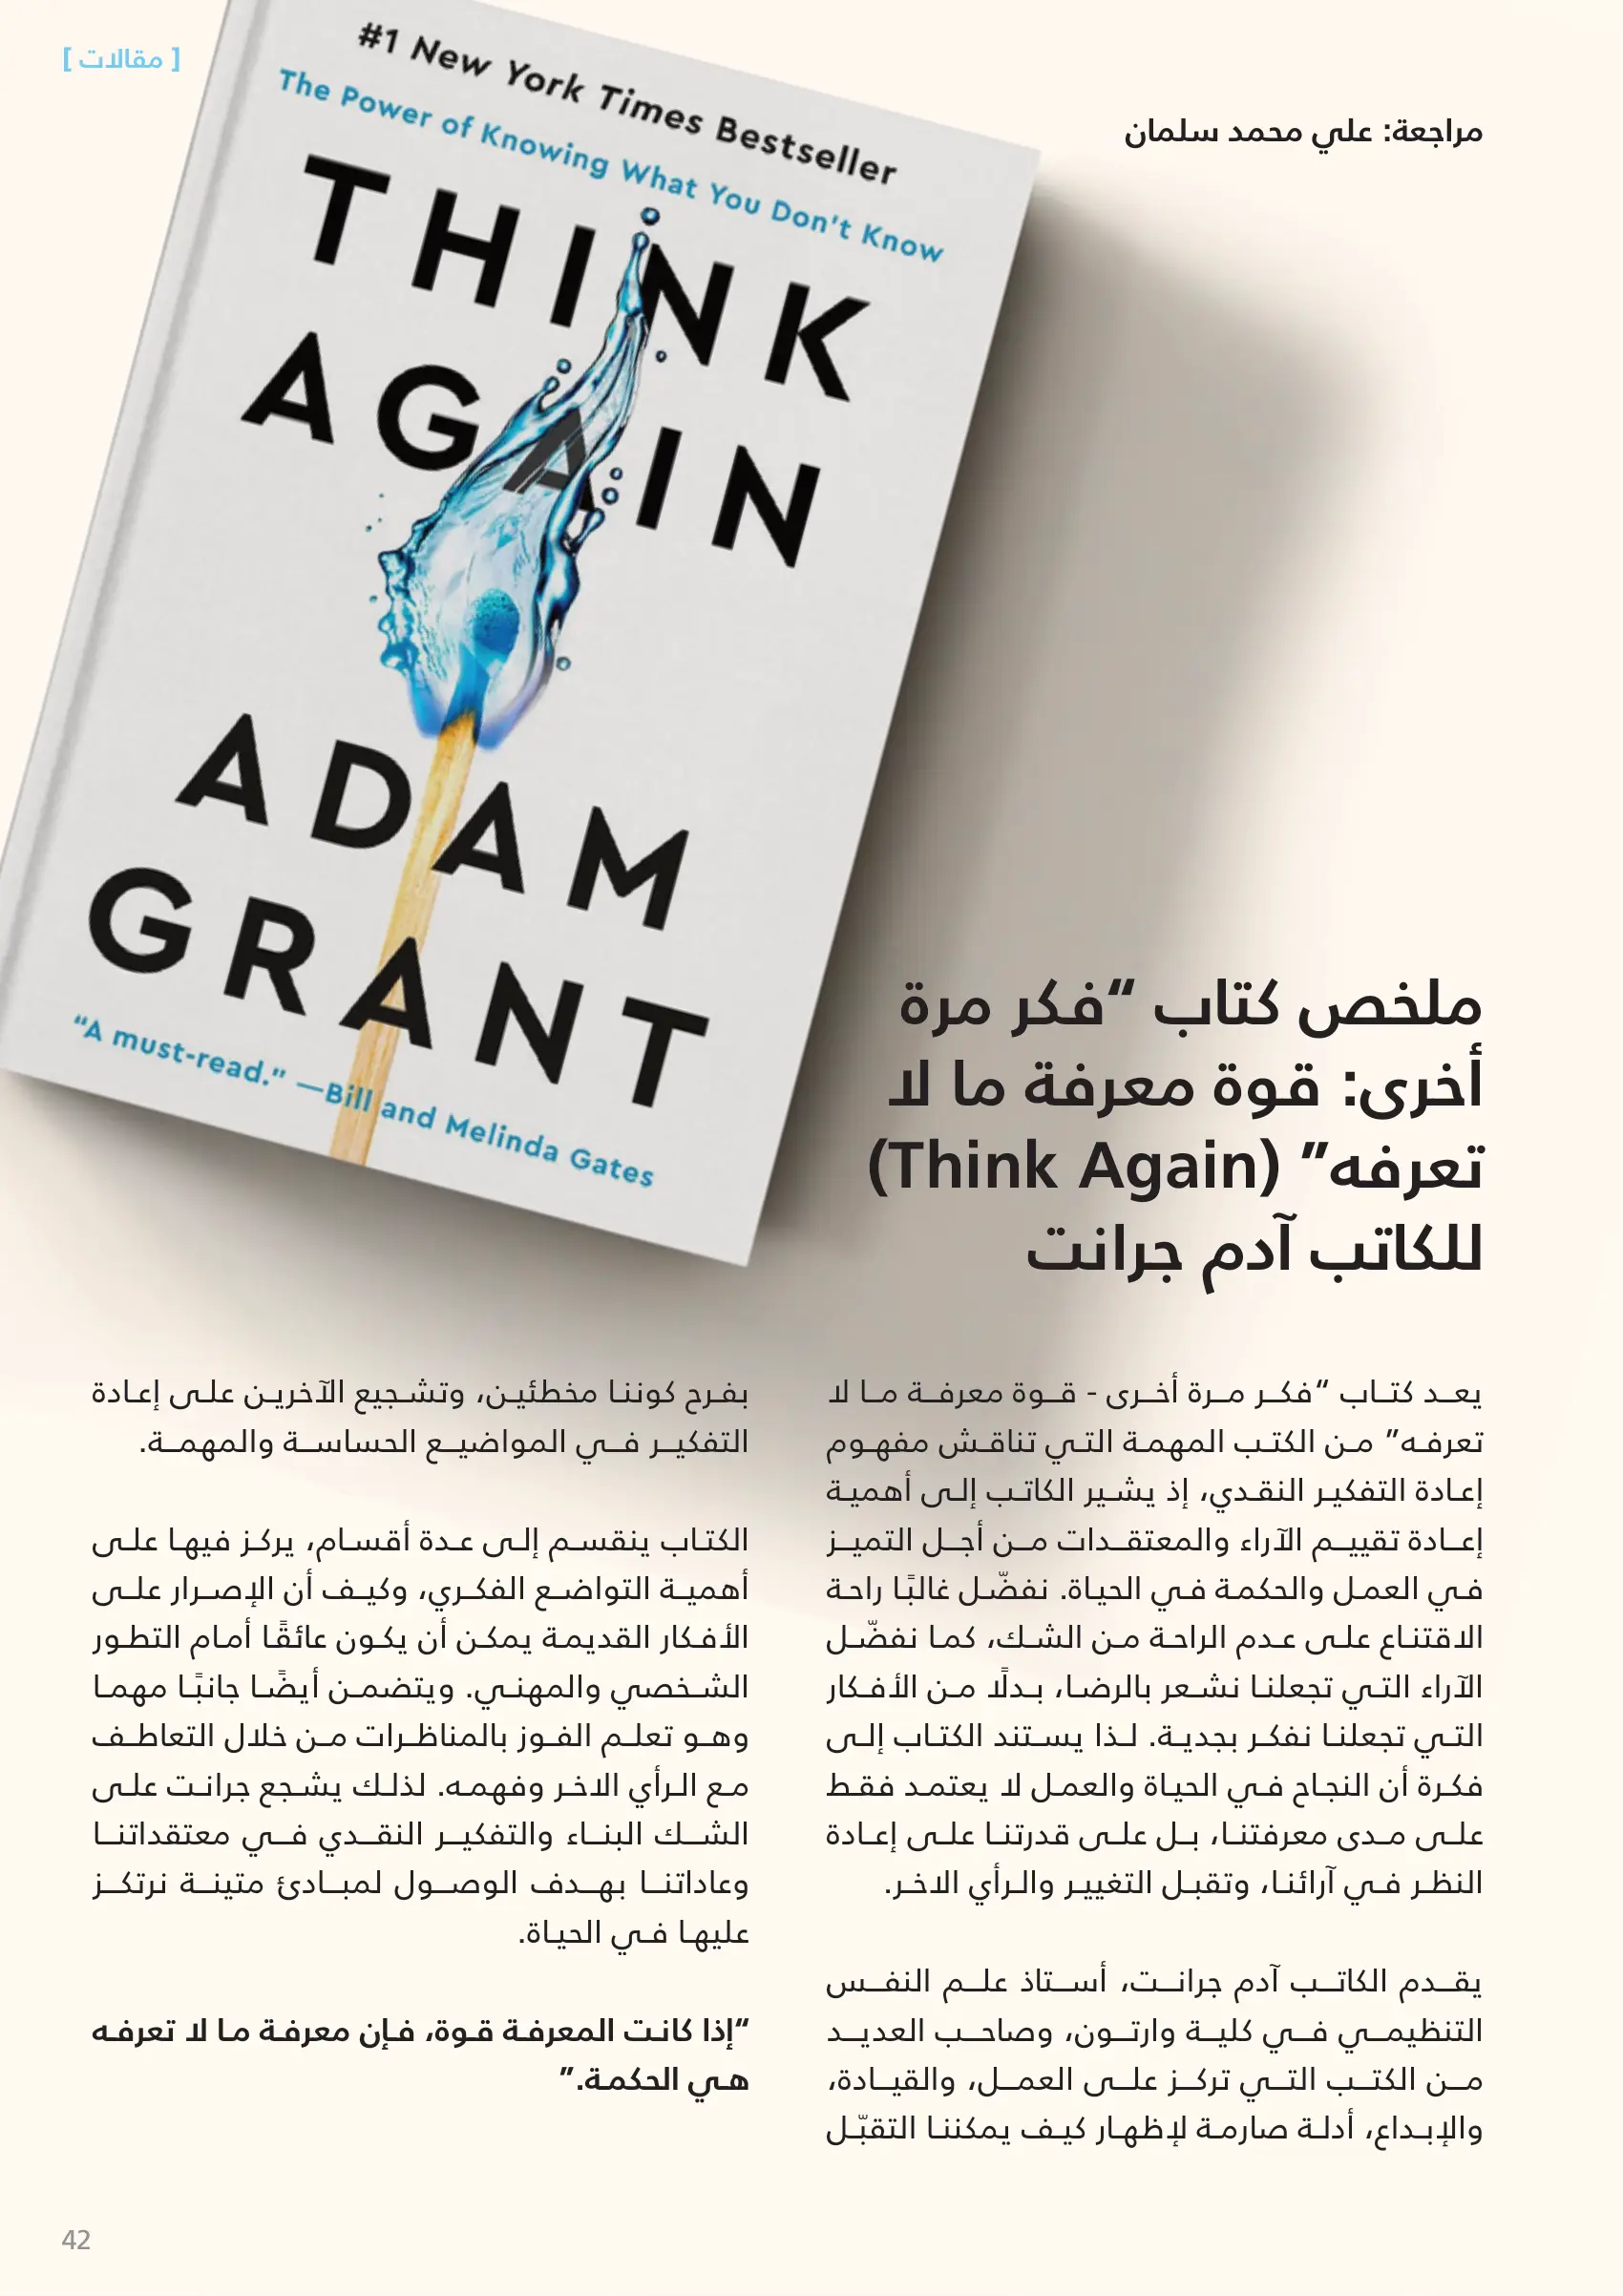 [ مقالات ]
مراجعة: علي محمد سلمان
#1 New York Times Bestseller
The Power of Knowing What You Don't Know
THINK
AGAIN
ADAM
GRANT
“A must-read.” —Bill and Melinda Gates
ملخص كتاب “فكر مرة
أخرى: قوة معرفة ما لا
تعرفه” (Think Again)
للكاتب آدم جرانت
يعد كتاب “فكر مرة أخرى - قوة معرفة ما لا
تعرفه” من الكتب المهمة التي تناقش مفهوم
إعادة التفكير النقدي، إذ يشير الكاتب إلى أهمية
إعادة تقييم الآراء والمعتقدات من أجل التميز
في العمل والحكمة في الحياة. نفضّل غالبًا راحة
الاقتناع على عدم الراحة من الشك، كما نفضّل
الآراء التي تجعلنا نشعر بالرضا، بدلًا من الأفكار
التي تجعلنا نفكر بجدية. لذا يستند الكتاب إلى
فكرة أن النجاح في الحياة والعمل لا يعتمد فقط
على مدى معرفتنا، بل على قدرتنا على إعادة
النظر في آرائنا، وتقبل التغيير والرأي الاخر.
يقدم الكاتب آدم جرانت، أستاذ علم النفس
التنظيمي في كلية وارتون، وصاحب العديد
من الكتب التي تركز على العمل، والقيادة،
والإبداع، أدلة صارمة لإظهار كيف يمكننا التقبّل
بفرح كوننا مخطئين، وتشجيع الآخرين على إعادة
التفكير في المواضيع الحساسة والمهمة.
الكتاب ينقسم إلى عدة أقسام، يركز فيها على
أهمية التواضع الفكري، وكيف أن الإصرار على
الأفكار القديمة يمكن أن يكون عائقًا أمام التطور
الشخصي والمهني. ويتضمن أيضًا جانبًا مهما
وهو تعلم الفوز بالمناظرات من خلال التعاطف
مع الرأي الاخر وفهمه. لذلك يشجع جرانت على
الشك البناء والتفكير النقدي في معتقداتنا
وعاداتنا بهدف الوصول لمبادئ متينة نرتكز
عليها في الحياة.
“إذا كانت المعرفة قوة، فإن معرفة ما لا تعرفه
هي الحكمة.”
42